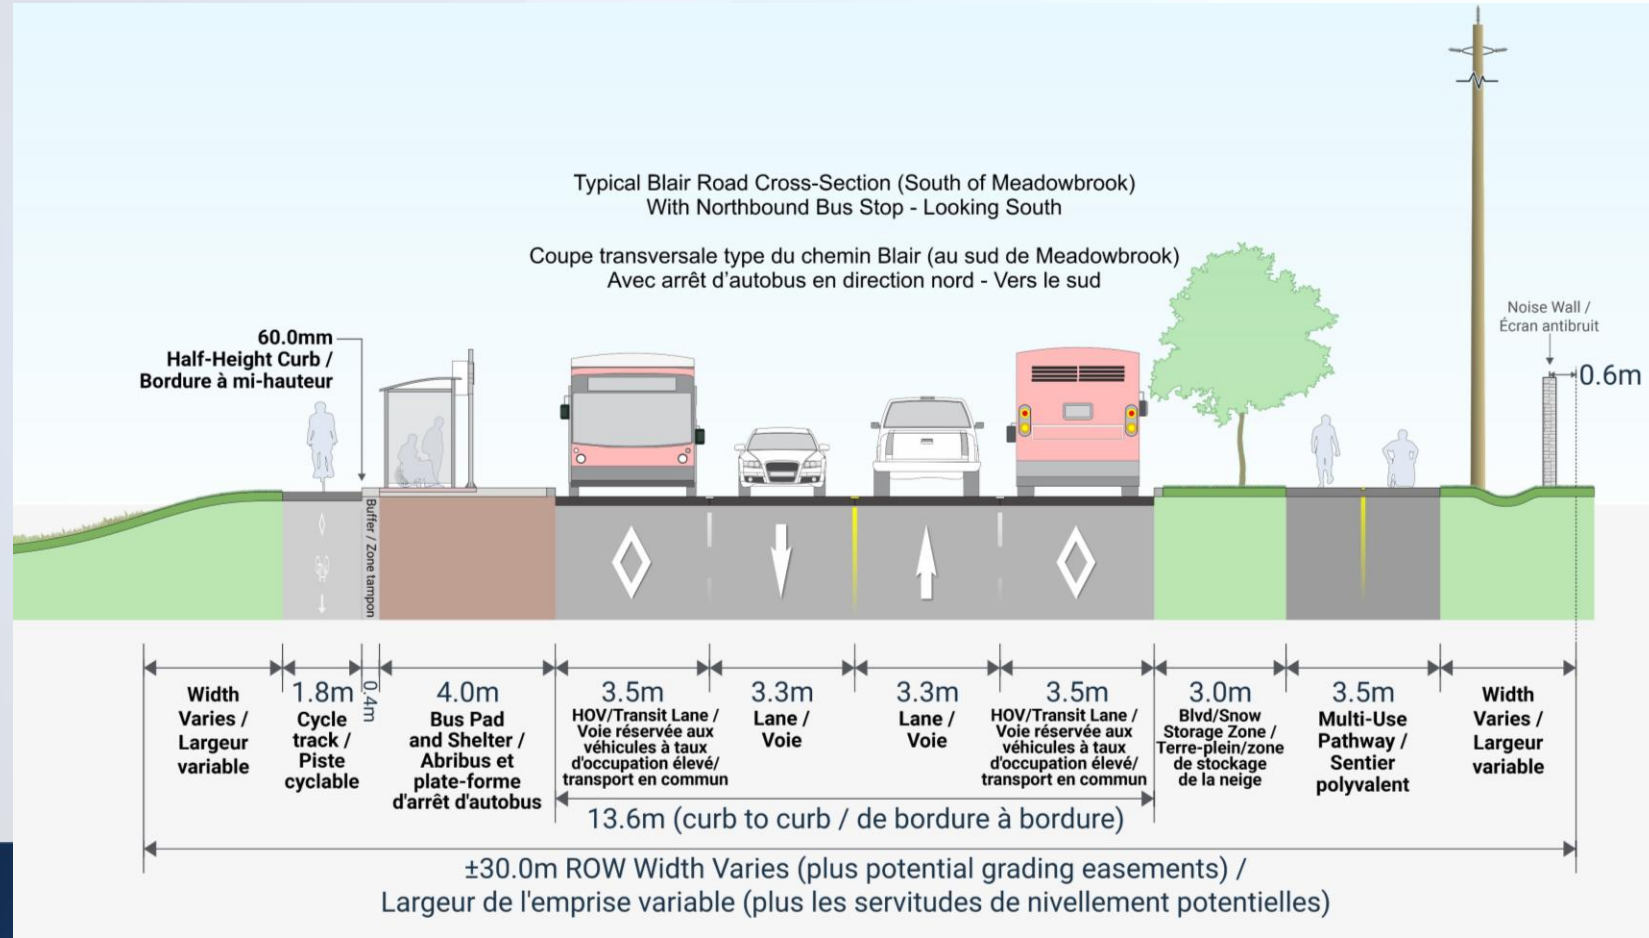 Typical Blair Road Cross-Section (South of Meadowbrook)
With Northbound Bus Stop - Looking South
Coupe transversale type du chemin Blair (au sud de Meadowbrook)
Avec arrêt d'autobus en direction nord - Vers le sud
60.0mm
Half-Height Curb /
Bordure à mi-hauteur
Noise Wall /
Écran antibruit
0.6m
Buffer / Zone tampon
Width
Varies /
Largeur
variable
1.8m
Cycle
track /
Piste
cyclable
0.4m
4.0m
Bus Pad
and Shelter /
Abribus et
plate-forme
d'arrêt d'autobus
3.5m
HOV/Transit Lane /
Voie réservée aux
véhicules à taux
d'occupation élevé/
transport en commun
3.3m
Lane /
Voie
3.3m
Lane /
Voie
3.5m
HOV/Transit Lane /
Voie réservée aux
véhicules à taux
d'occupation élevé/
transport en commun
3.0m
Blvd/Snow
Storage Zone /
Terre-plein/zone
de stockage
de la neige
3.5m
Multi-Use
Pathway /
Sentier
polyvalent
Width
Varies /
Largeur
variable
13.6m (curb to curb / de bordure à bordure)
±30.0m ROW Width Varies (plus potential grading easements) /
Largeur de l'emprise variable (plus les servitudes de nivellement potentielles)